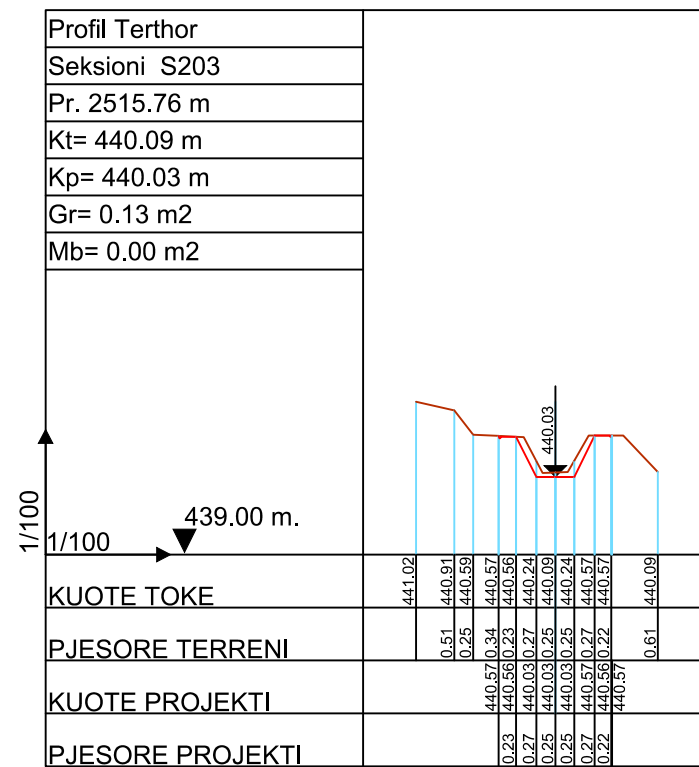 Profil Terthor
Seksioni S203
Pr. 2515.76 m
Kt= 440.09 m
Kp= 440.03 m
Gr= 0.13 m2
Mb= 0.00 m2
440.03
1/100
1/100
439.00 m.
KUOTE TOKE 441.02 440.91 440.59 440.57 440.56 440.24 440.09 440.24 440.57 440.57 440.09
PJESORE TERRENI 0.51 0.25 0.34 0.23 0.27 0.25 0.25 0.27 0.22 0.61
KUOTE PROJEKTI 440.57 440.56 440.03 440.03 440.03 440.57 440.56 440.57
PJESORE PROJEKTI 0.23 0.27 0.25 0.25 0.27 0.22